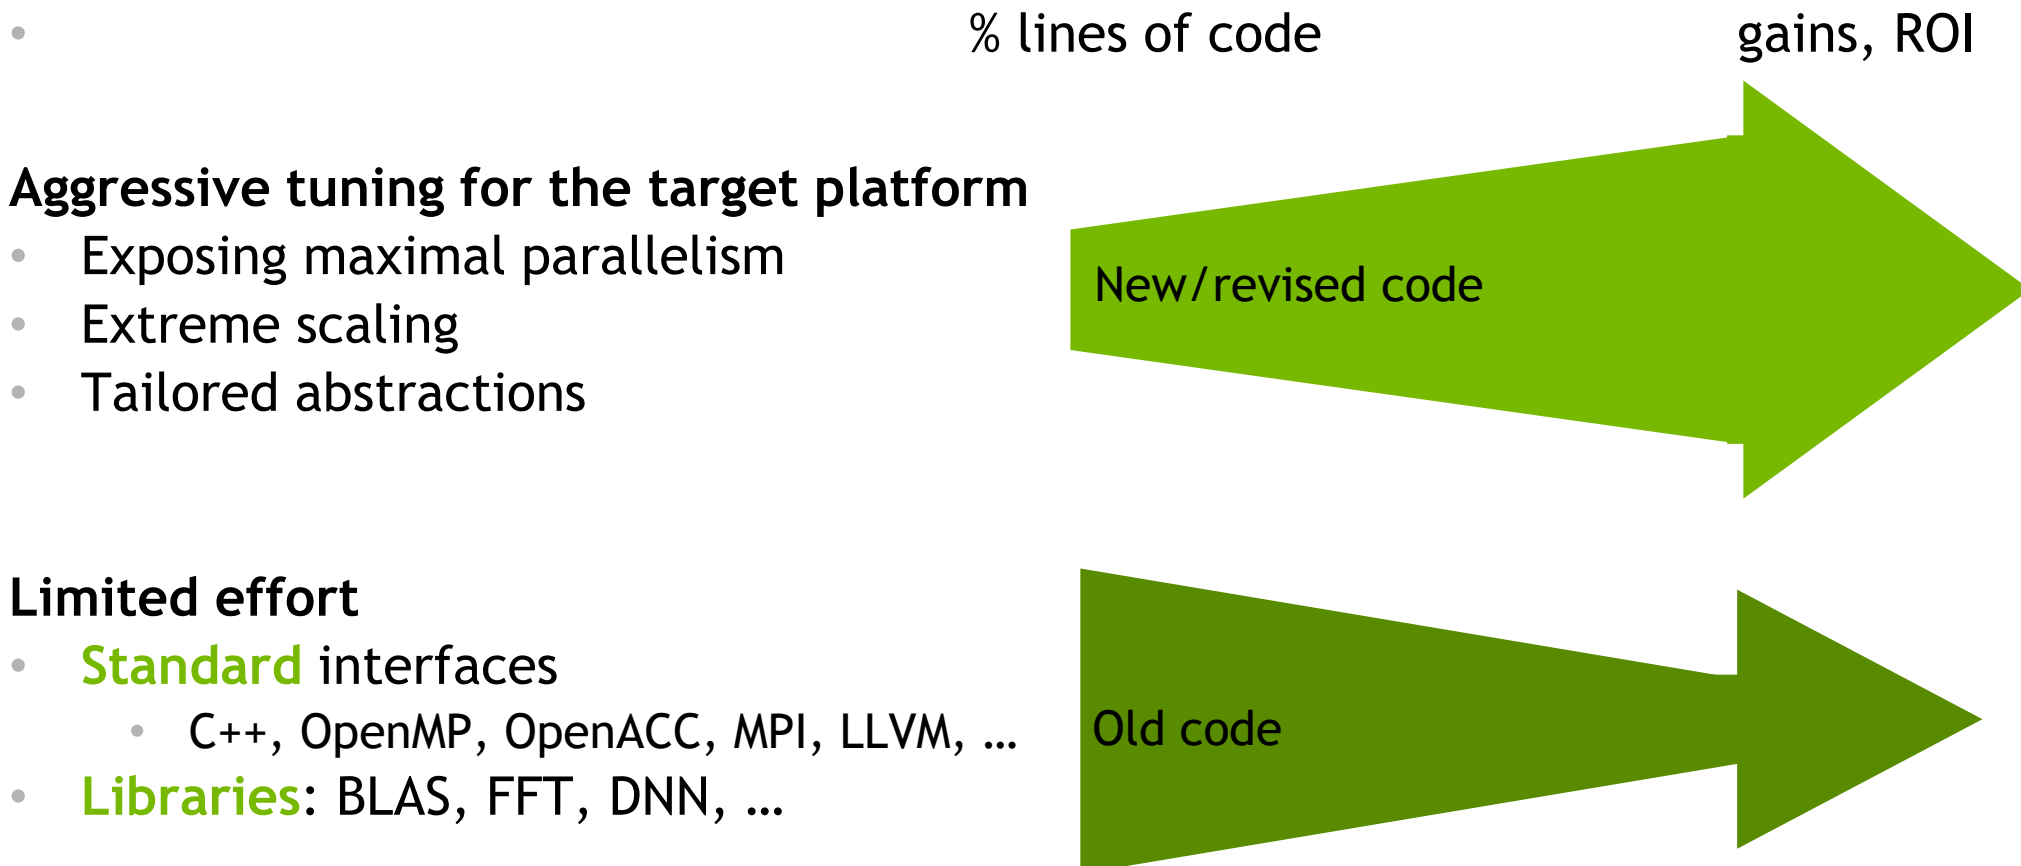 % lines of code
gains, ROI
Aggressive tuning for the target platform
• Exposing maximal parallelism
• Extreme scaling
• Tailored abstractions
New/revised code
Limited effort
• Standard interfaces
• C++, OpenMP, OpenACC, MPI, LLVM, …
• Libraries: BLAS, FFT, DNN, …
Old code